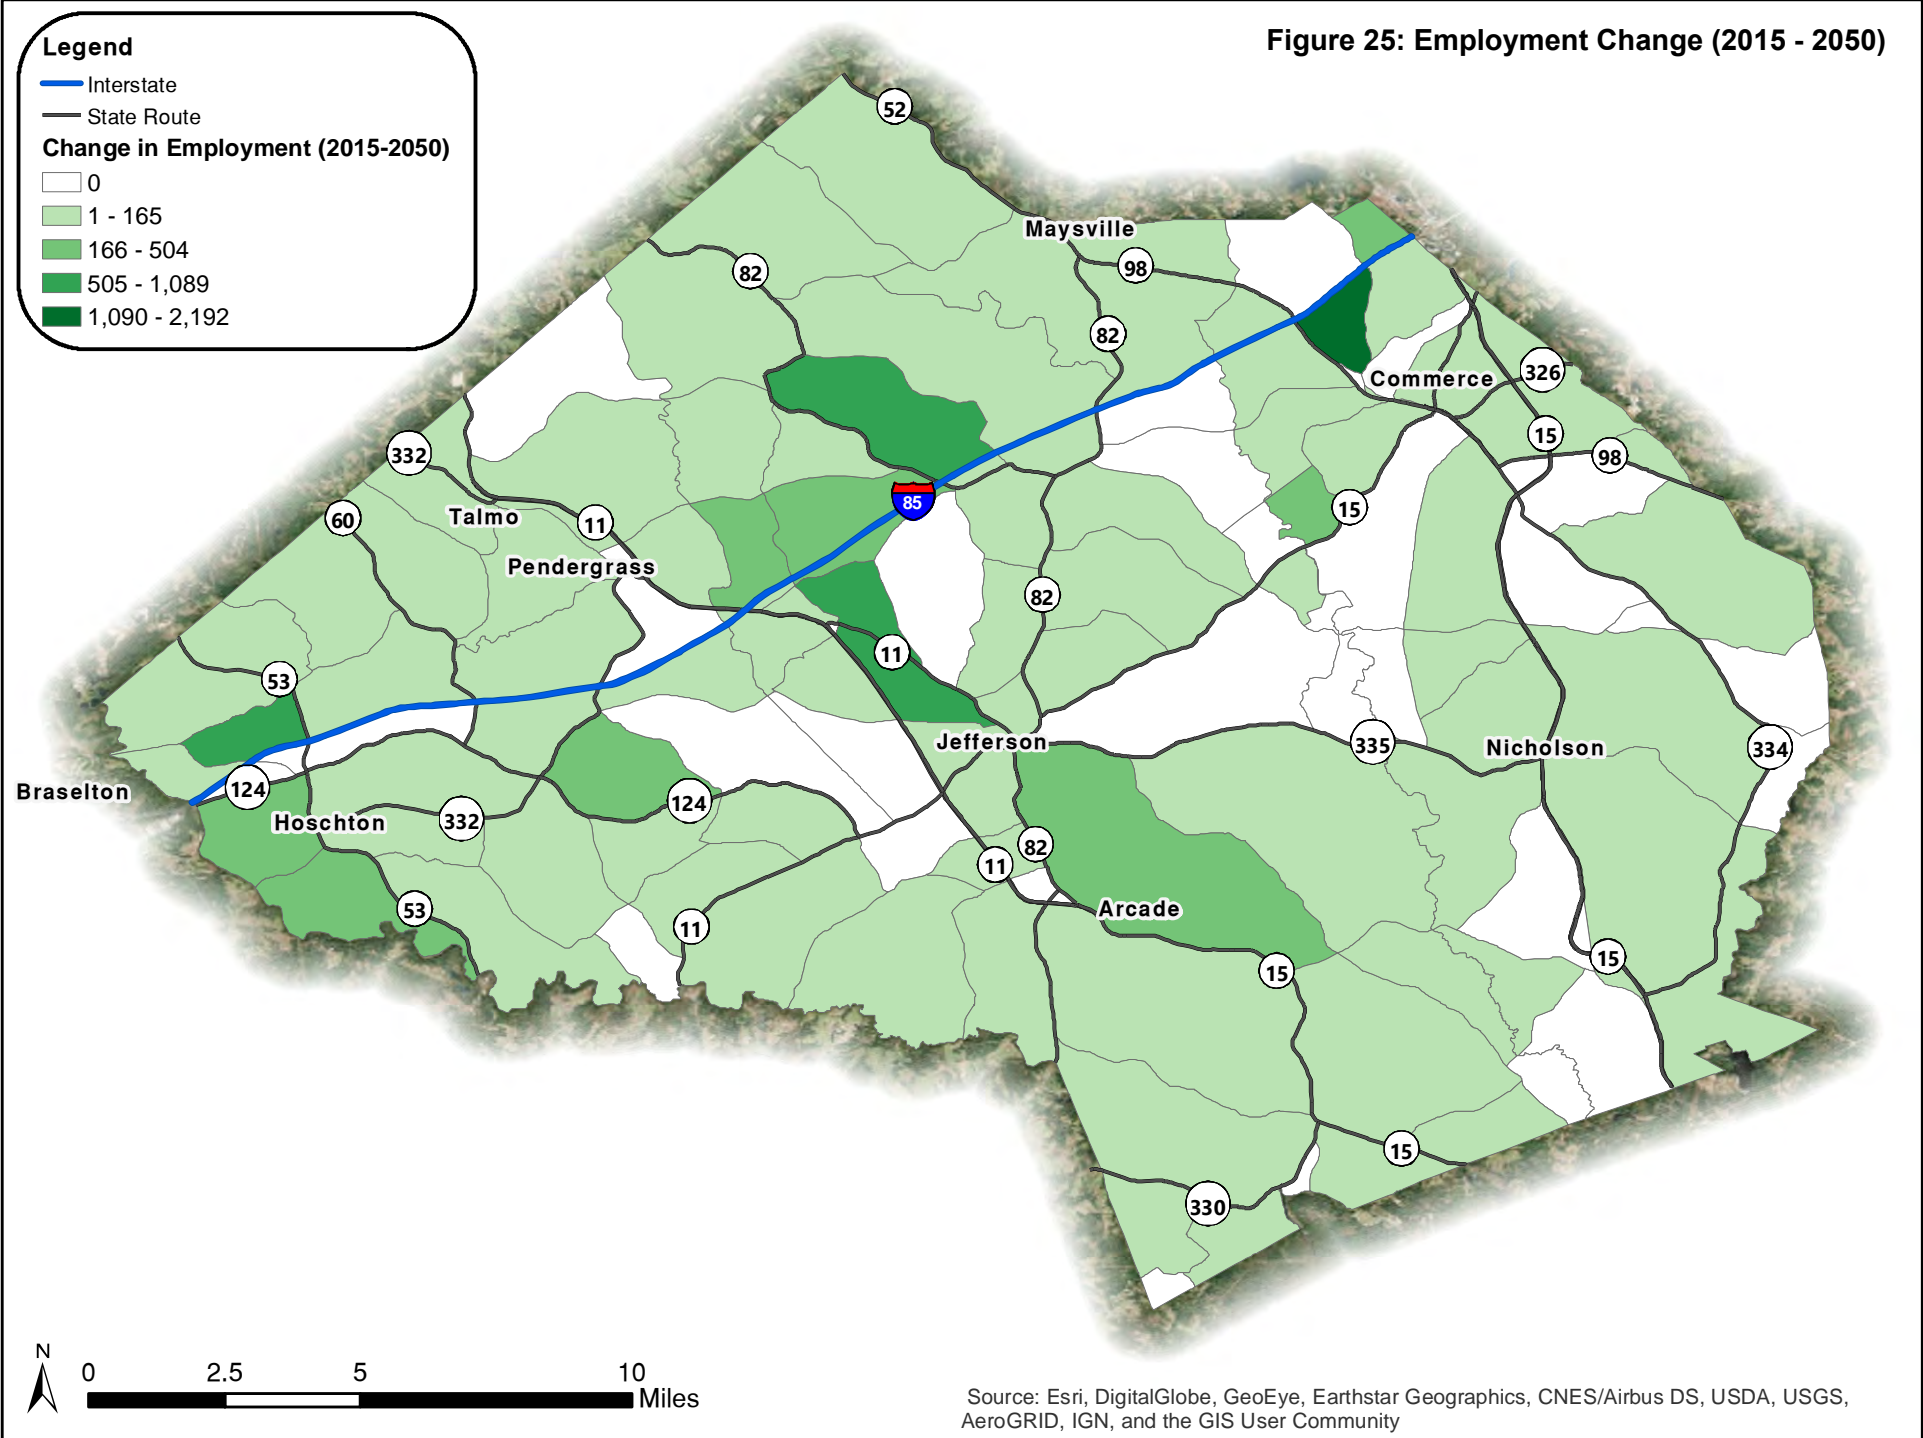 Figure 25: Employment Change (2015 - 2050)
Legend
Interstate
State Route
Change in Employment (2015-2050)
0
1 - 165
166 - 504
505 - 1,089
1,090 - 2,192
52
Maysville
98
82
82
326
Commerce
15
332
98
85
15
60
Talmo
11
Pendergrass
82
11
53
Jefferson
335
Nicholson
334
Braselton
124
124
Hoschton
332
82
11
53
Arcade
11
15
15
15
330
N
0
2.5
5
10
Miles
Source: Esri, DigitalGlobe, GeoEye, Earthstar Geographics, CNES/Airbus DS, USDA, USGS,
AeroGRID, IGN, and the GIS User Community